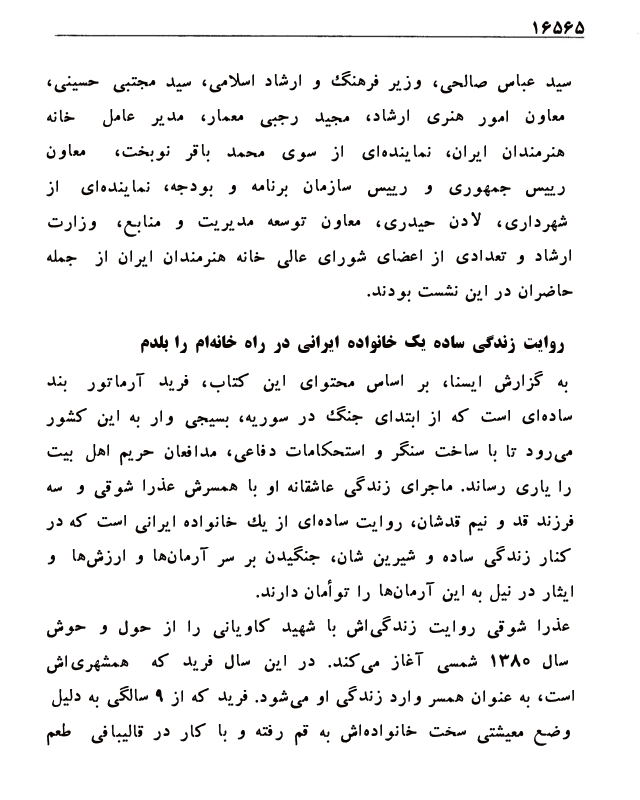 ۱۶۵۶۵
سید عباس صالحی، وزیر فرهنگ و ارشاد اسلامی، سید مجتبی حسینی،
معاون امور هنری ارشاد، مجید رجبی معمار، مدیر عامل خانه
هنرمندان ایران، نماینده‌ای از سوی محمد باقر نوبخت، معاون
رییس جمهوری و رییس سازمان برنامه و بودجه، نماینده‌ای از
شهرداری، لادن حیدری، معاون توسعه مدیریت و منابع، وزارت
ارشاد و تعدادی از اعضای شورای عالی خانه هنرمندان ایران از جمله
حاضران در این نشست بودند.
روایت زندگی ساده یک خانواده ایرانی در راه خانه‌ام را بلدم
به گزارش ایسنا، بر اساس محتوای این کتاب، فرید آرماتور بند
ساده‌ای است که از ابتدای جنگ در سوریه، بسیجی وار به این کشور
می‌رود تا با ساخت سنگر و استحکامات دفاعی، مدافعان حریم اهل بیت
را یاری رساند. ماجرای زندگی عاشقانه او با همسرش عذرا شوقی و سه
فرزند قد و نیم قدشان، روایت ساده‌ای از یك خانواده ایرانی است که در
کنار زندگی ساده و شیرین شان، جنگیدن بر سر آرمان‌ها و ارزش‌ها و
ایثار در نیل به این آرمان‌ها را توأمان دارند.
عذرا شوقی روایت زندگی‌اش با شهید کاویانی را از حول و حوش
سال ۱۳۸۰ شمسی آغاز می‌کند. در این سال فرید که همشهری‌اش
است، به عنوان همسر وارد زندگی او می‌شود. فرید که از ۹ سالگی به دلیل
وضع معیشتی سخت خانواده‌اش به قم رفته و با کار در قالیبافی طعم